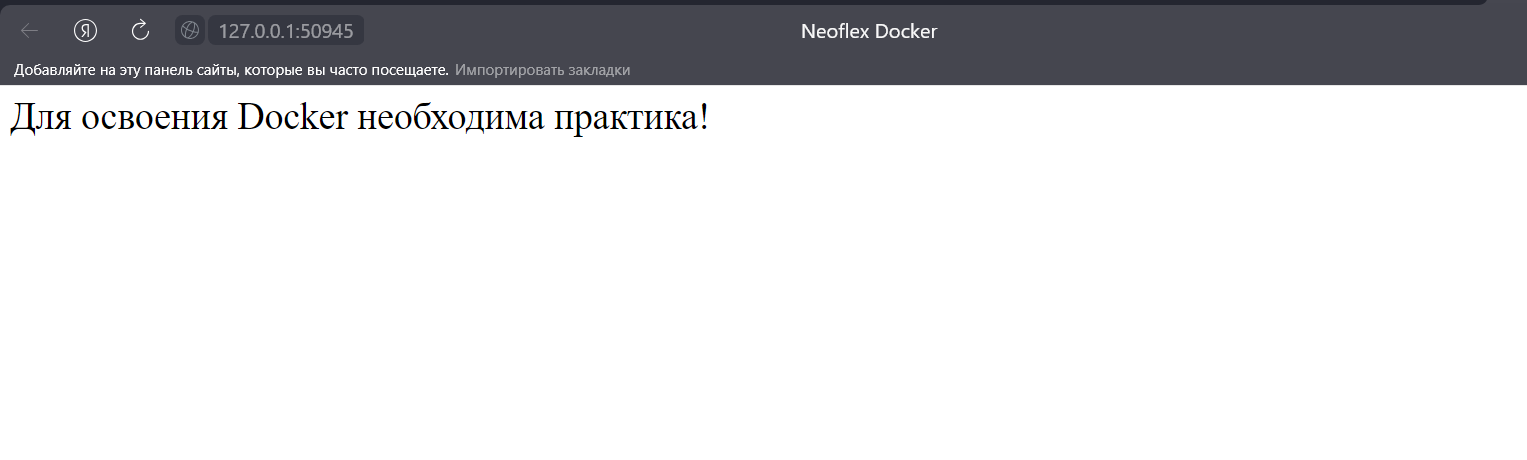 Я 127.0.0.1:50945 Neoflex Docker
Добавляйте на эту панель сайты, которые вы часто посещаете. Импортировать закладки
Для освоения Docker необходима практика!